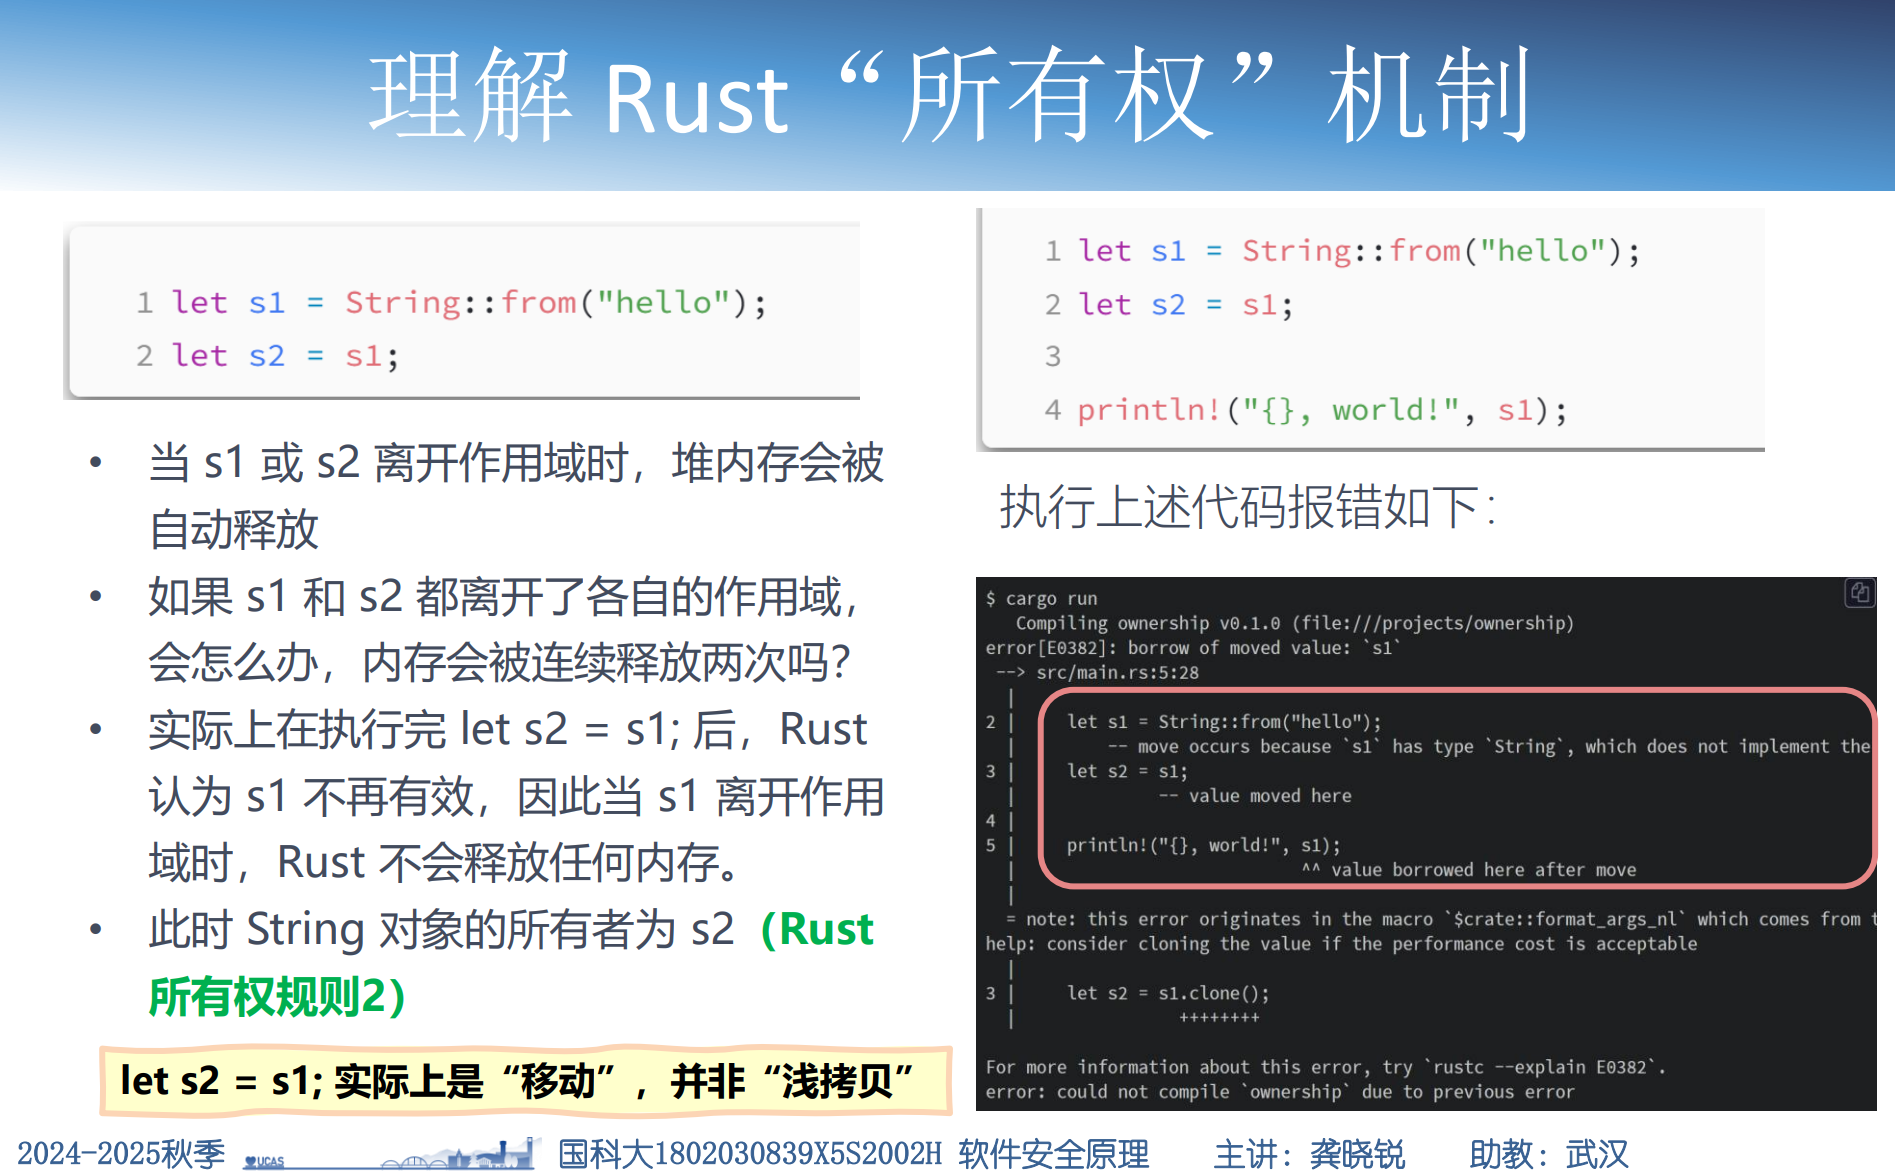 理解 Rust “所有权” 机制
1 let s1 = String::from("hello");
2 let s2 = s1;
• 当 s1 或 s2 离开作用域时，堆内存会被
自动释放
• 如果 s1 和 s2 都离开了各自的作用域，
会怎么办，内存会被连续释放两次吗？
• 实际上在执行完 let s2 = s1; 后，Rust
认为 s1 不再有效，因此当 s1 离开作用
域时，Rust 不会释放任何内存。
• 此时 String 对象的所有者为 s2（Rust
所有权规则2）
let s2 = s1; 实际上是“移动”，并非“浅拷贝”
1 let s1 = String::from("hello");
2 let s2 = s1;
3
4 println!("{}, world!", s1);
执行上述代码报错如下：
$ cargo run
Compiling ownership v0.1.0 (file:///projects/ownership)
error[E0382]: borrow of moved value: `s1`
--> src/main.rs:5:28
|
2 | let s1 = String::from("hello");
| -- move occurs because `s1` has type `String`, which does not implement the
3 | let s2 = s1;
| -- value moved here
4 |
5 | println!("{}, world!", s1);
| ^^ value borrowed here after move
|
= note: this error originates in the macro `$crate::format_args_nl` which comes from t
help: consider cloning the value if the performance cost is acceptable
|
3 | let s2 = s1.clone();
| ++++++++
For more information about this error, try `rustc --explain E0382`.
error: could not compile `ownership` due to previous error
2024-2025秋季 UCAS 国科大1802030839X5S2002H 软件安全原理 主讲：龚晓锐 助教：武汉